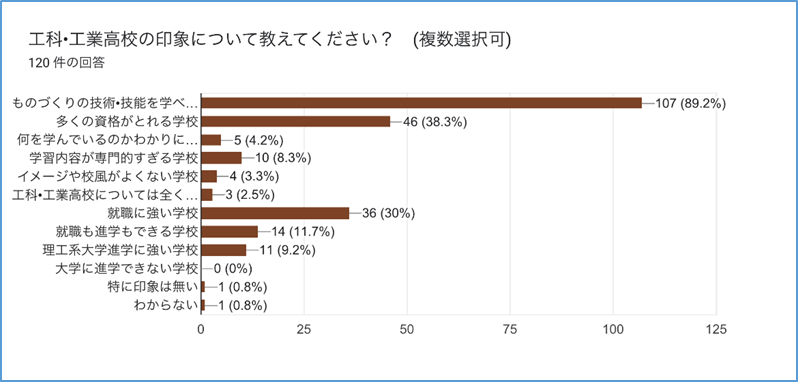 工科•工業高校の印象について教えてください？　(複数選択可)
120 件の回答
ものづくりの技術•技能を学べ… 107 (89.2%)
多くの資格がとれる学校 46 (38.3%)
何を学んでいるのかわかりに… 5 (4.2%)
学習内容が専門的すぎる学校 10 (8.3%)
イメージや校風がよくない学校 4 (3.3%)
工科•工業高校については全く… 3 (2.5%)
就職に強い学校 36 (30%)
就職も進学もできる学校 14 (11.7%)
理工系大学進学に強い学校 11 (9.2%)
大学に進学できない学校 0 (0%)
特に印象は無い 1 (0.8%)
わからない 1 (0.8%)
0 25 50 75 100 125